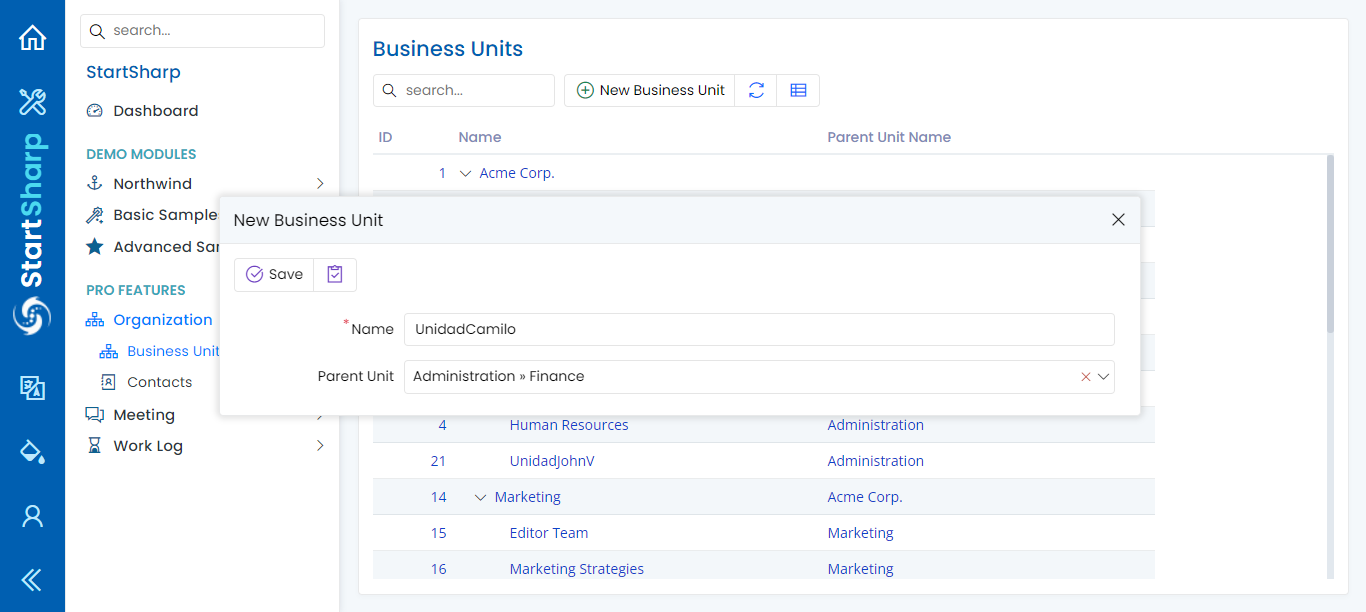 StartSharp
search...
StartSharp
Dashboard
DEMO MODULES
Northwind
Basic Sample
Advanced Sar
PRO FEATURES
Organization
Business Unit
Contacts
Meeting
Work Log
Business Units
search...
New Business Unit
ID Name Parent Unit Name
1 Acme Corp.
New Business Unit
Save
*Name UnidadCamilo
Parent Unit Administration » Finance
4 Human Resources Administration
21 UnidadJohnV Administration
14 Marketing Acme Corp.
15 Editor Team Marketing
16 Marketing Strategies Marketing